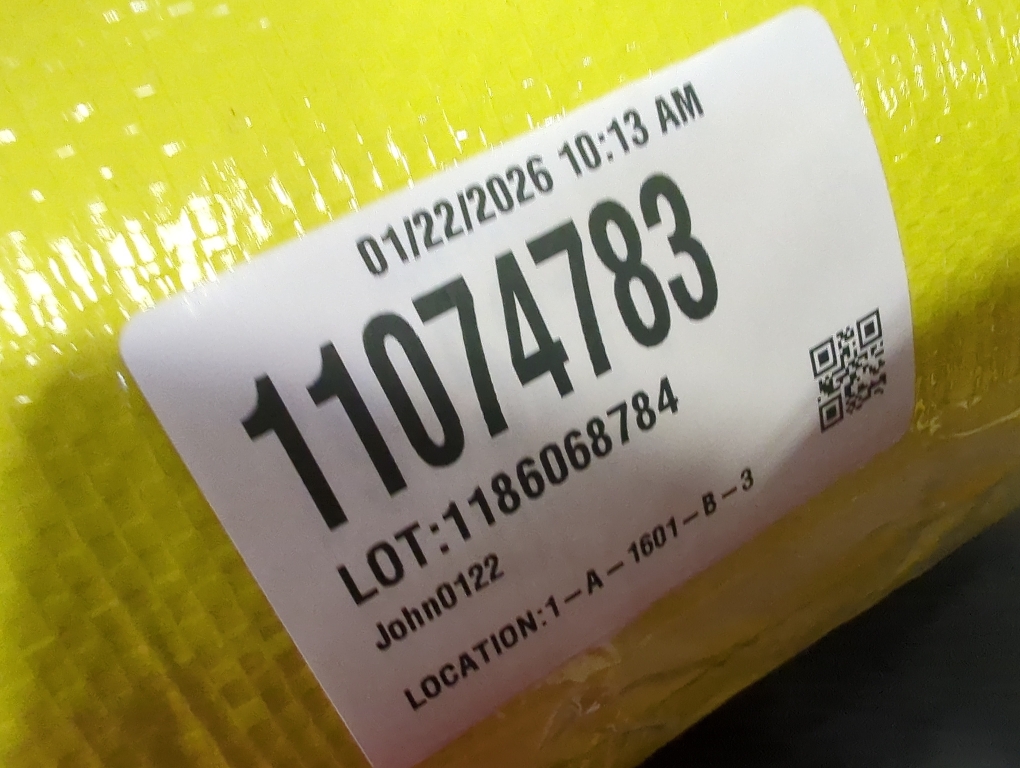 01/22/2026 10:13 AM
11074783
LOT:1186068784
John0122
LOCATION:1-A-1601-B-3